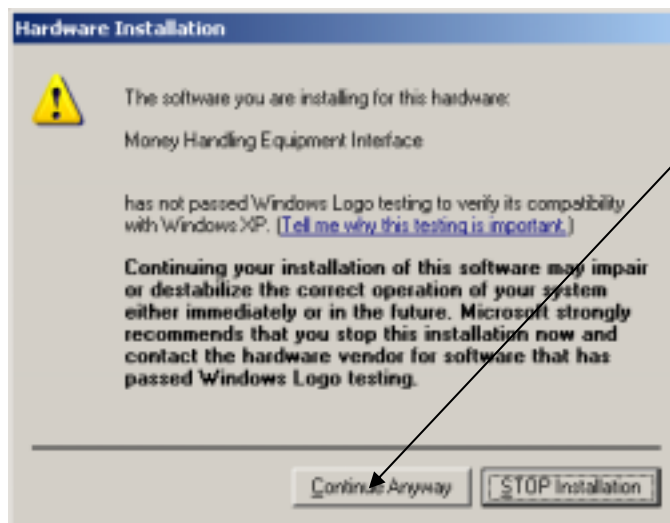 Hardware Installation
The software you are installing for this hardware:
Money Handling Equipment Interface
has not passed Windows Logo testing to verify its compatibility
with Windows XP. (Tell me why this testing is important.)
Continuing your installation of this software may impair
or destabilize the correct operation of your system
either immediately or in the future. Microsoft strongly
recommends that you stop this installation now and
contact the hardware vendor for software that has
passed Windows Logo testing.
Continue Anyway
STOP Installation